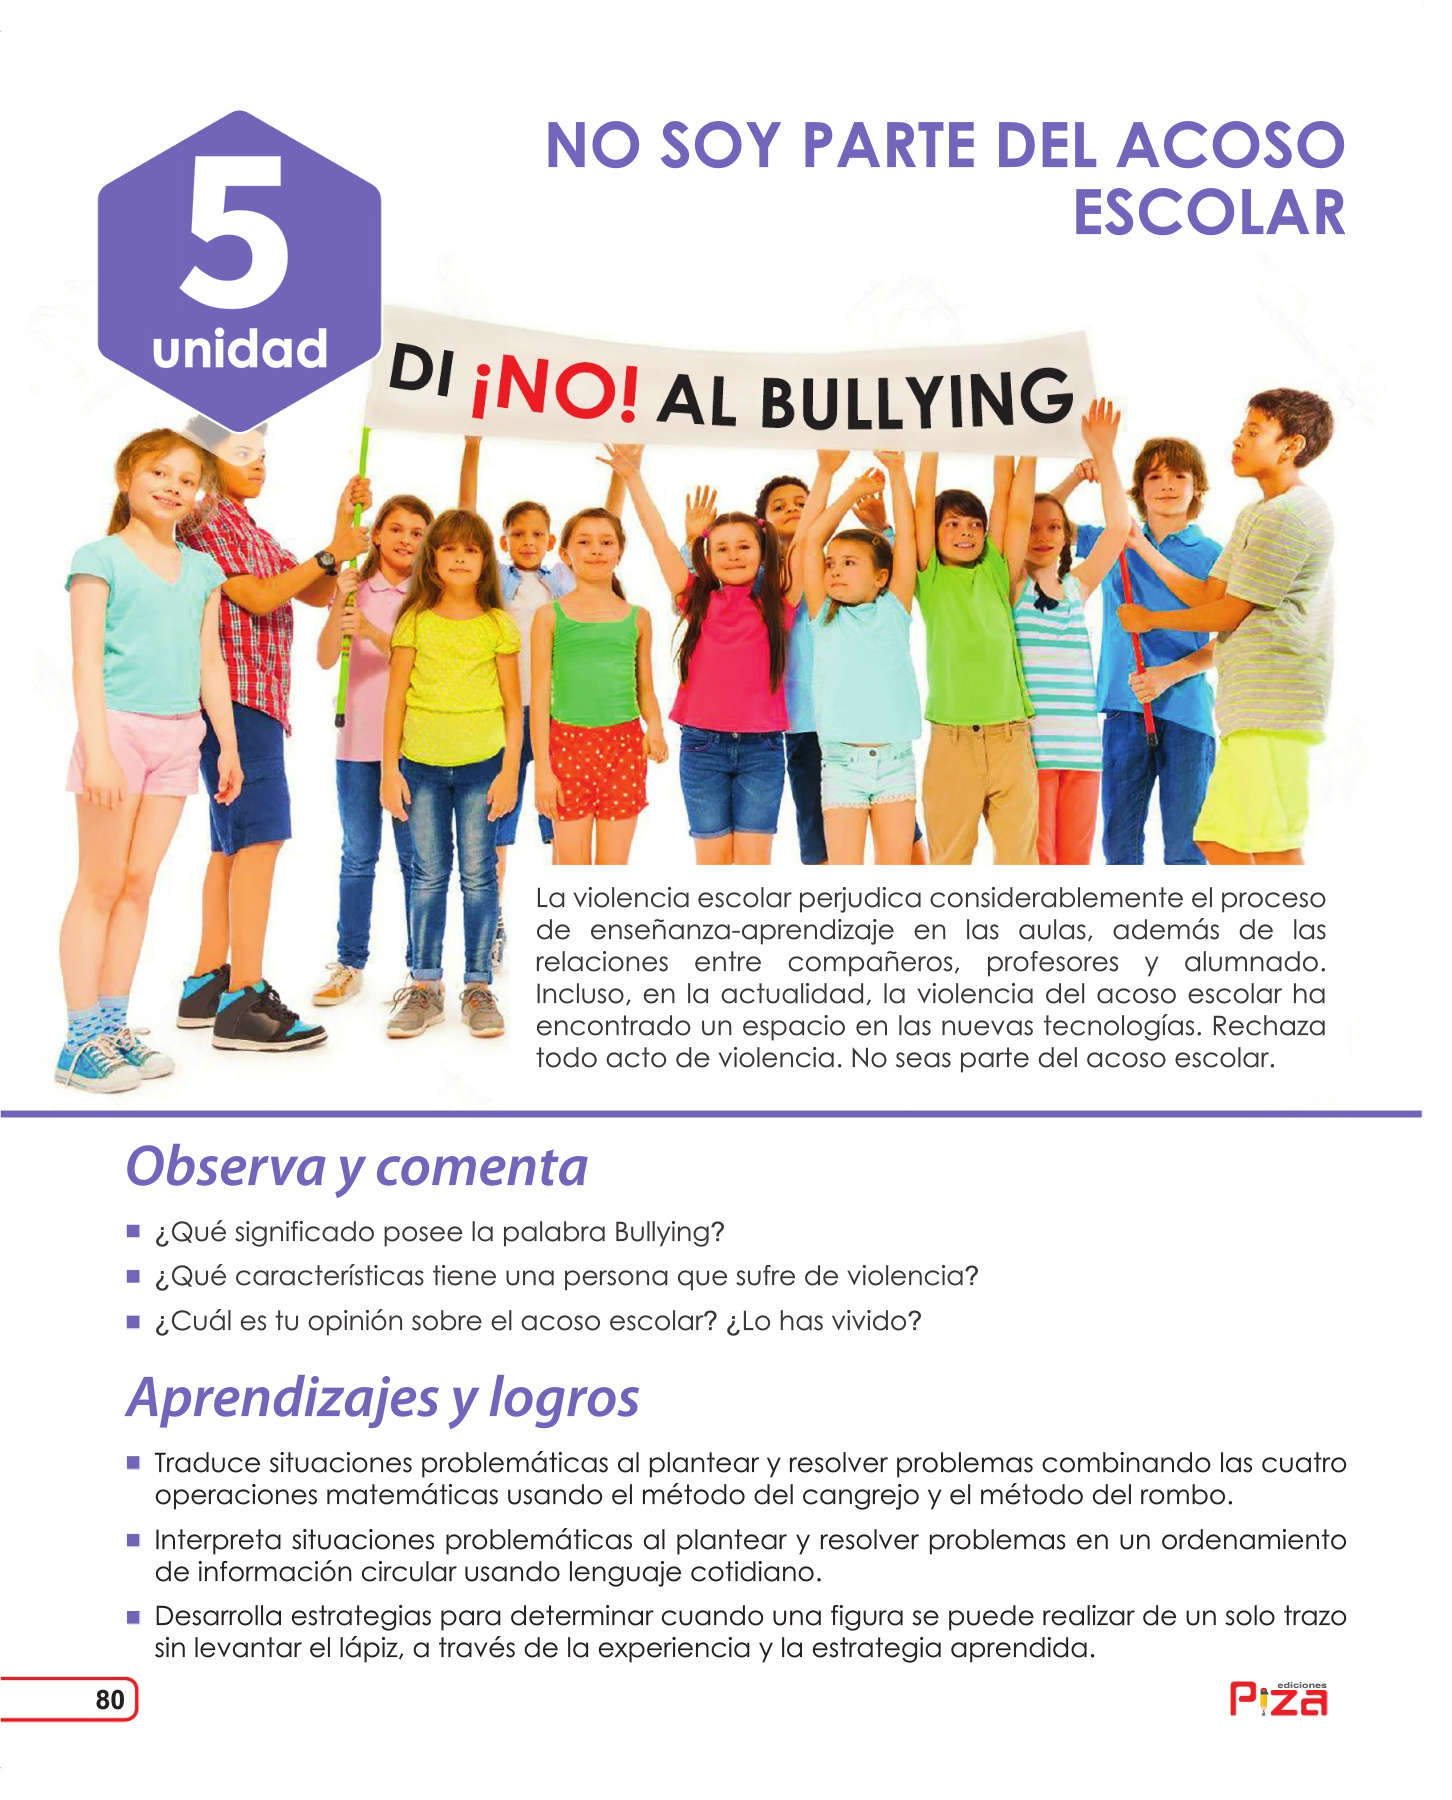 5
unidad
NO SOY PARTE DEL ACOSO
ESCOLAR
DI ¡NO! AL BULLYING
La violencia escolar perjudica considerablemente el proceso
de enseñanza-aprendizaje en las aulas, además de las
relaciones entre compañeros, profesores y alumnado.
Incluso, en la actualidad, la violencia del acoso escolar ha
encontrado un espacio en las nuevas tecnologías. Rechaza
todo acto de violencia. No seas parte del acoso escolar.
Observa y comenta
■ ¿Qué significado posee la palabra Bullying?
■ ¿Qué características tiene una persona que sufre de violencia?
■ ¿Cuál es tu opinión sobre el acoso escolar? ¿Lo has vivido?
Aprendizajes y logros
■ Traduce situaciones problemáticas al plantear y resolver problemas combinando las cuatro
operaciones matemáticas usando el método del cangrejo y el método del rombo.
■ Interpreta situaciones problemáticas al plantear y resolver problemas en un ordenamiento
de información circular usando lenguaje cotidiano.
■ Desarrolla estrategias para determinar cuando una figura se puede realizar de un solo trazo
sin levantar el lápiz, a través de la experiencia y la estrategia aprendida.
80
ediciones
Piza